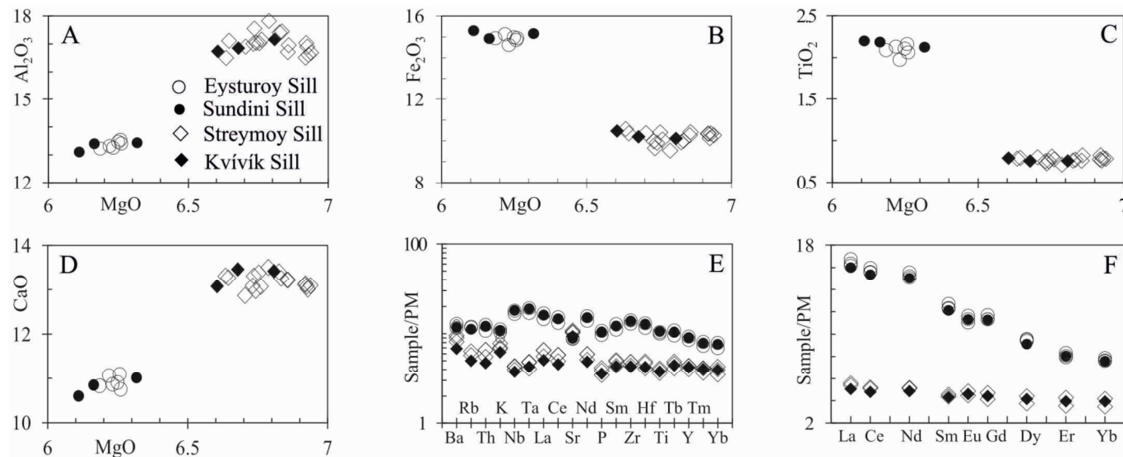 A
Al₂O₃
18
15
12
6
MgO
6.5
7
Eysturoy Sill
Sundini Sill
Streymoy Sill
Kvívík Sill
B
Fe₂O₃
16
12
8
6
MgO
6.5
7
C
TiO₂
2.5
1.5
0.5
6
MgO
6.5
7
D
CaO
14
12
10
6
MgO
6.5
7
E
Sample/PM
100
1
Rb K Ta Ce Nd Sm Hf Tb Tm
Ba Th Nb La Sr P Zr Ti Y Yb
F
Sample/PM
18
2
La Ce Nd Sm Eu Gd Dy Er Yb